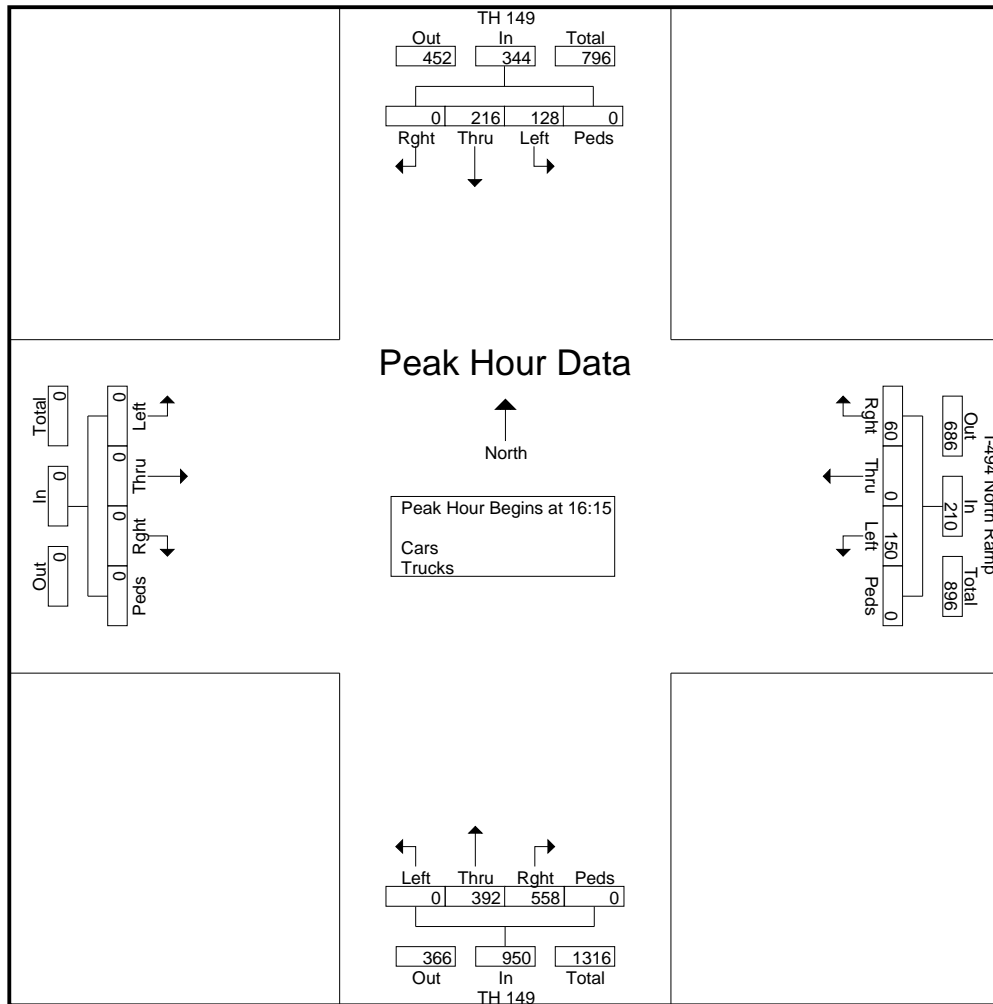 TH 149
Out In Total
452 344 796
0 216 128 0
Rght Thru Left Peds
Peak Hour Data
North
Peak Hour Begins at 16:15
Cars
Trucks
Total In Out
0 0 0
0 0 0 0
Left Thru Rght Peds
I-494 North Ramp
Out In Total
686 210 896
60 0 150 0
Rght Thru Left Peds
Left Thru Rght Peds
0 392 558 0
366 950 1316
Out In Total
TH 149